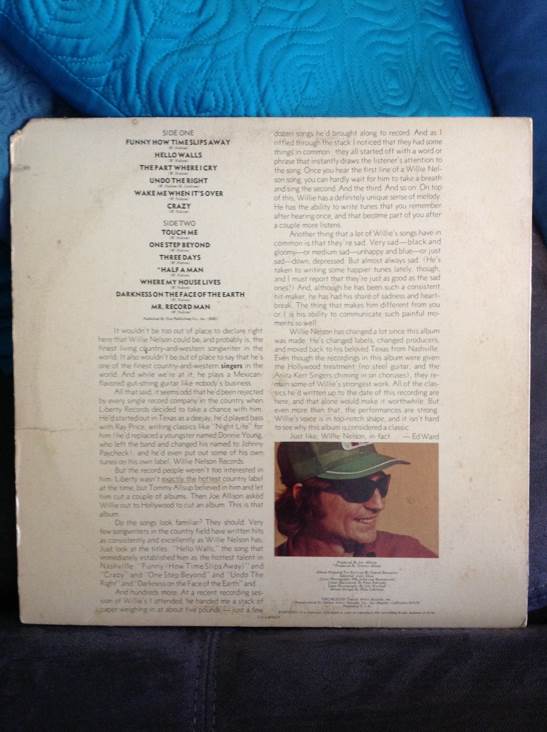 SIDE ONE
FUNNY HOW TIME SLIPS AWAY
HELLO WALLS
THE PART WHERE I CRY
UNDO THE RIGHT
WAKE ME WHEN IT'S OVER
CRAZY
SIDE TWO
TOUCH ME
ONE STEP BEYOND
THREE DAYS
*HALF A MAN
WHERE MY HOUSE LIVES
DARKNESS ON THE FACE OF THE EARTH
MR. RECORD MAN
It wouldn't be too out of place to declare right
here that Willie Nelson could be, and probably is, the
finest living country-and-western songwriter in the
world. It also wouldn't be out of place to say that he's
one of the finest country-and-western singers in the
world. And while we're at it, he plays a Mexican-
flavored gut-string guitar like nobody's business.
All that said, it seems odd that he'd been rejected
by every single record company in the country when
Liberty Records decided to take a chance with him.
He'd started out in Texas as a deejay, he'd played bass
with Ray Price, writing classics like "Night Life" for
him (he'd replaced a youngster named Donnie Young,
who left the band and changed his named to Johnny
Paycheck), and he'd even put out some of his own
tunes on his own label, Willie Nelson Records.
But the record people weren't too interested in
him. Liberty wasn't exactly the hottest country label
at the time, but Tommy Allsup believed in him and let
him cut a couple of albums. Then Joe Allison asked
Willie out to Hollywood to cut an album. This is that
album.
Do the songs look familiar? They should. Very
few songwriters in the country field have written hits
as consistently and excellently as Willie Nelson has.
Just look at the titles: "Hello Walls," the song that
immediately established him as the hottest talent in
Nashville. "Funny (How Time Slips Away)" and
"Crazy" and "One Step Beyond" and "Undo The
Right" and "Darkness on the Face of the Earth" and
And hundreds more. At a recent recording ses-
sion of Willie's I attended, he handed me a stack of
paper weighing in at about five pounds — just a few
dozen songs he'd brought along to record. And as I
riffled through the stack I noticed that they had some
things in common: they all started off with a word or
phrase that instantly draws the listener's attention to
the song. Once you hear the first line of a Willie Nel-
son song, you can hardly wait for him to take a breath
and sing the second. And the third. And so on. On top
of this, Willie has a definitely unique sense of melody.
He has the ability to write tunes that you remember
after hearing once, and that become part of you after
a couple more listens.
Another thing that a lot of Willie's songs have in
common is that they're sad. Very sad—black and
gloomy—or medium sad—unhappy and blue—or just
sad—down, depressed. But almost always sad. (He's
taken to writing some happier tunes lately, though,
and I must report that they're just as good as the sad
ones!) And, although he has been such a consistent
hit-maker, he has had his share of sadness and heart-
break. The thing that makes him different from you
or I is his ability to communicate such painful mo-
ments so well.
Willie Nelson has changed a lot since this album
was made. He's changed labels, changed producers,
and moved back to his beloved Texas from Nashville.
Even though the recordings in this album were given
the Hollywood treatment (no steel guitar, and the
Anita Kerr Singers chiming in on choruses), they re-
main some of Willie's strongest work. All of the clas-
sics he'd written up to the date of this recording are
here, and that alone would make it worthwhile. But
even more than that, the performances are strong.
Willie's voice is in top-notch shape, and it isn't hard
to see why this album is considered a classic.
Just like, Willie Nelson, in fact. — Ed Ward